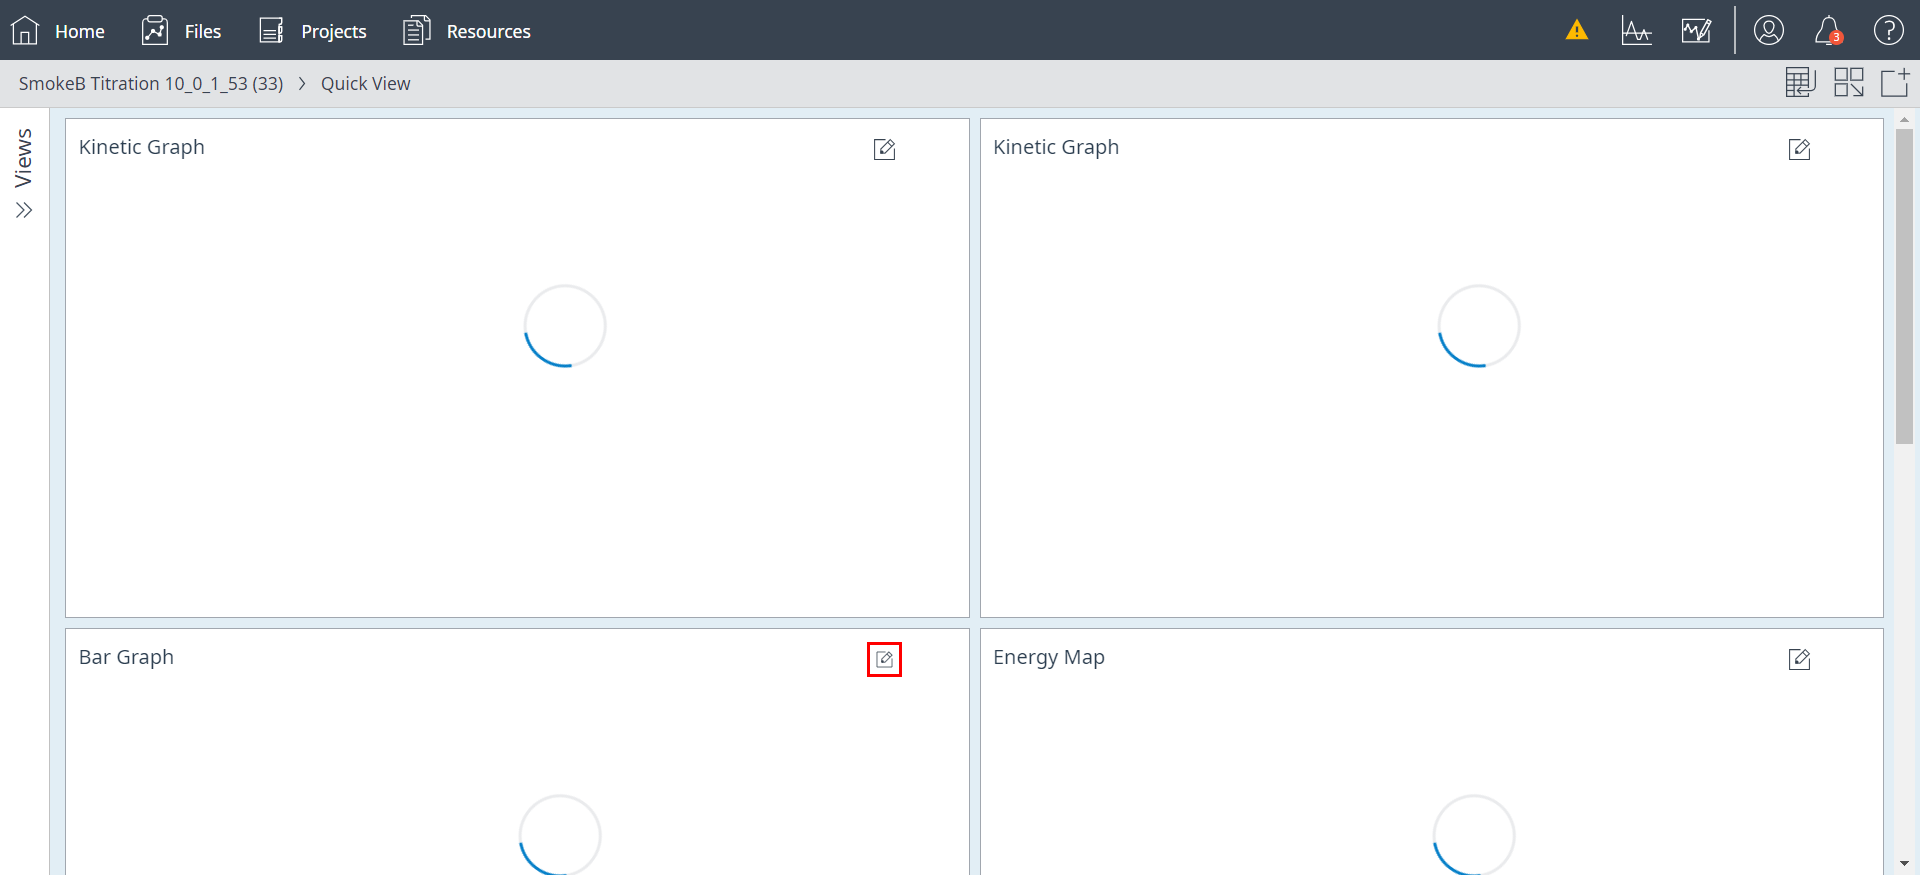 Home Files Projects Resources 3
SmokeB Titration 10_0_1_53 (33) Quick View
Views
Kinetic Graph
Kinetic Graph
Bar Graph
Energy Map